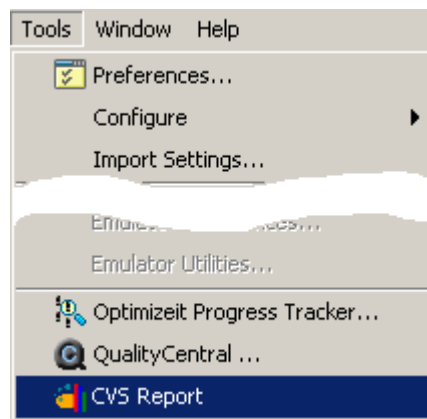 Tools Window Help
Preferences...
Configure
Import Settings...
Emulator Utilities...
Optimizeit Progress Tracker...
QualityCentral ...
CVS Report